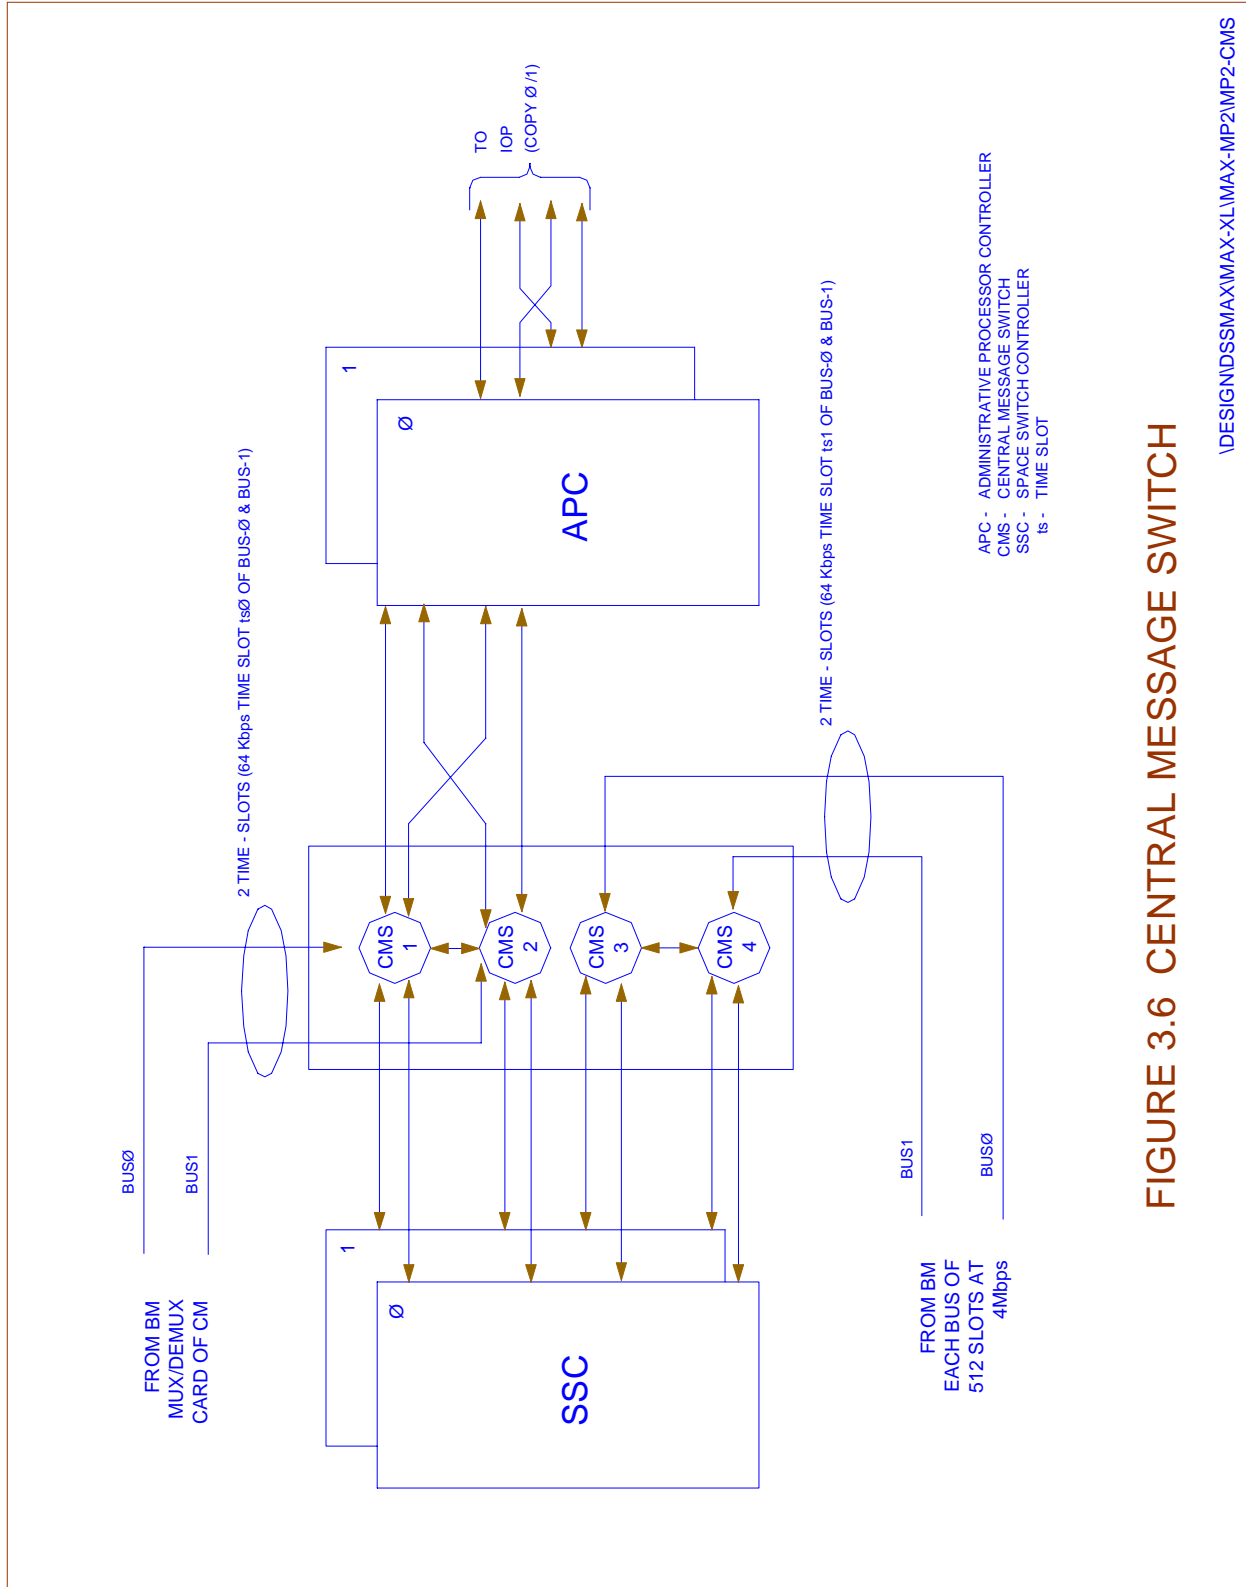 2 TIME - SLOTS (64 Kbps TIME SLOT tsØ OF BUS-Ø & BUS-1)
FROM BM
MUX/DEMUX
CARD OF CM
BUSØ
BUS1
1
Ø
SSC
CMS
1
CMS
2
CMS
3
CMS
4
1
Ø
APC
TO
IOP
(COPY Ø /1)
FROM BM
EACH BUS OF
512 SLOTS AT
4Mbps
BUS1
BUSØ
2 TIME - SLOTS (64 Kbps TIME SLOT ts1 OF BUS-Ø & BUS-1)
APC - ADMINISTRATIVE PROCESSOR CONTROLLER
CMS - CENTRAL MESSAGE SWITCH
SSC - SPACE SWITCH CONTROLLER
ts - TIME SLOT
FIGURE 3.6 CENTRAL MESSAGE SWITCH
\DESIGN\DSSMAX\MAX-XL\MAX-MP2\MP2-CMS